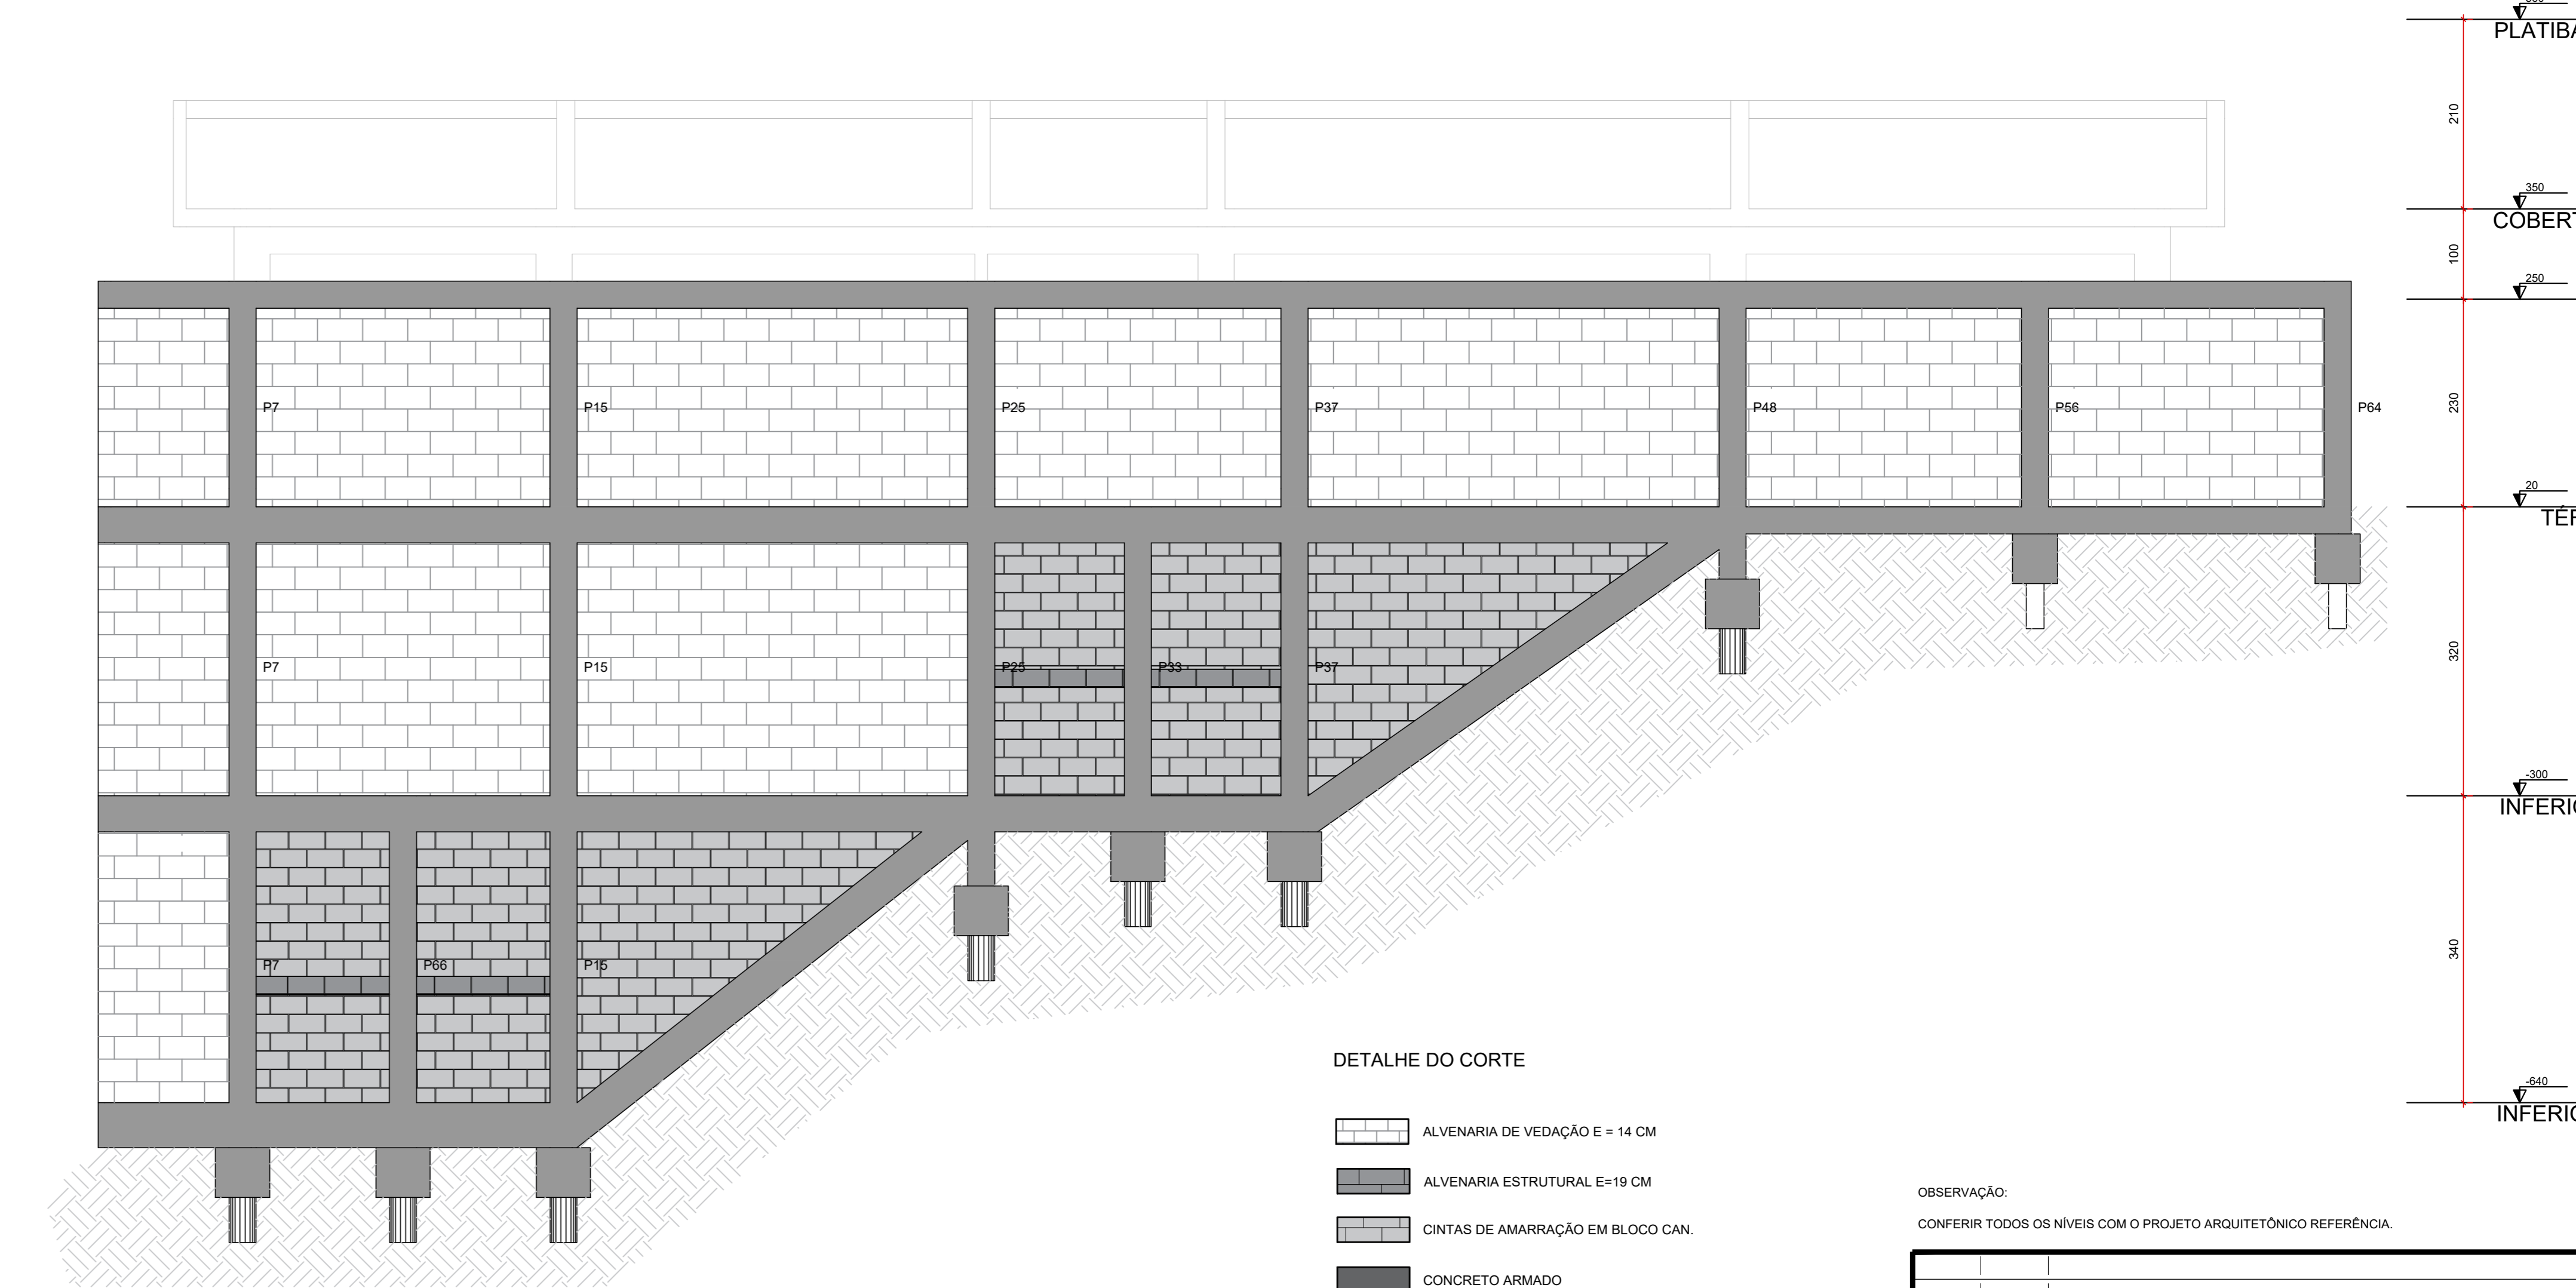 PLATIBA
210
350
COBERT
100
250
P7
P15
P25
P37
P48
P56
P64
230
20
TÉR
P7
P15
P25
P33
P37
320
-300
INFERIO
P7
P66
P15
340
-640
INFERIO
DETALHE DO CORTE
ALVENARIA DE VEDAÇÃO E = 14 CM
ALVENARIA ESTRUTURAL E=19 CM
CINTAS DE AMARRAÇÃO EM BLOCO CAN.
CONCRETO ARMADO
OBSERVAÇÃO:
CONFERIR TODOS OS NÍVEIS COM O PROJETO ARQUITETÔNICO REFERÊNCIA.